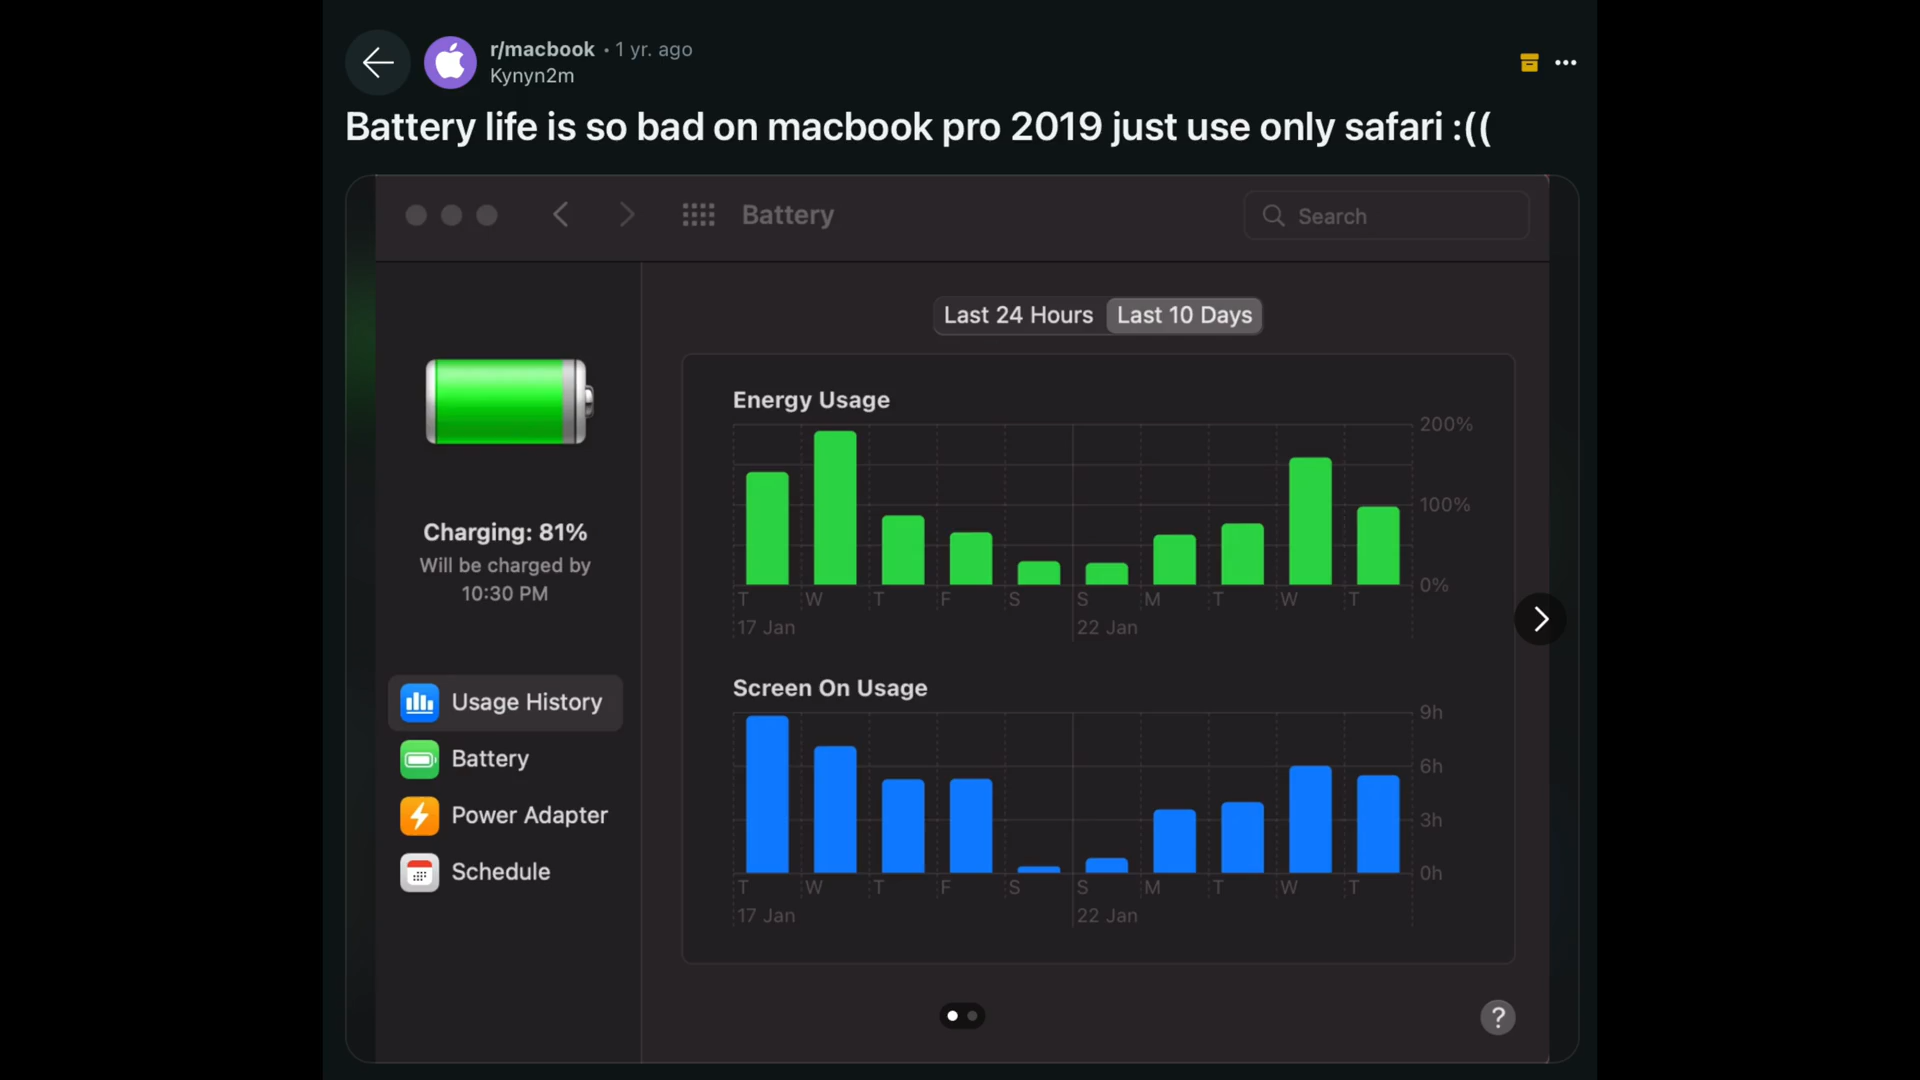 r/macbook • 1 yr. ago
Kynyn2m
Battery life is so bad on macbook pro 2019 just use only safari :((
Battery
Search
Last 24 Hours
Last 10 Days
Charging: 81%
Will be charged by
10:30 PM
Usage History
Battery
Power Adapter
Schedule
Energy Usage
200%
100%
0%
T W T F S S M T W T
17 Jan 22 Jan
Screen On Usage
9h
6h
3h
0h
T W T F S S M T W T
17 Jan 22 Jan
?